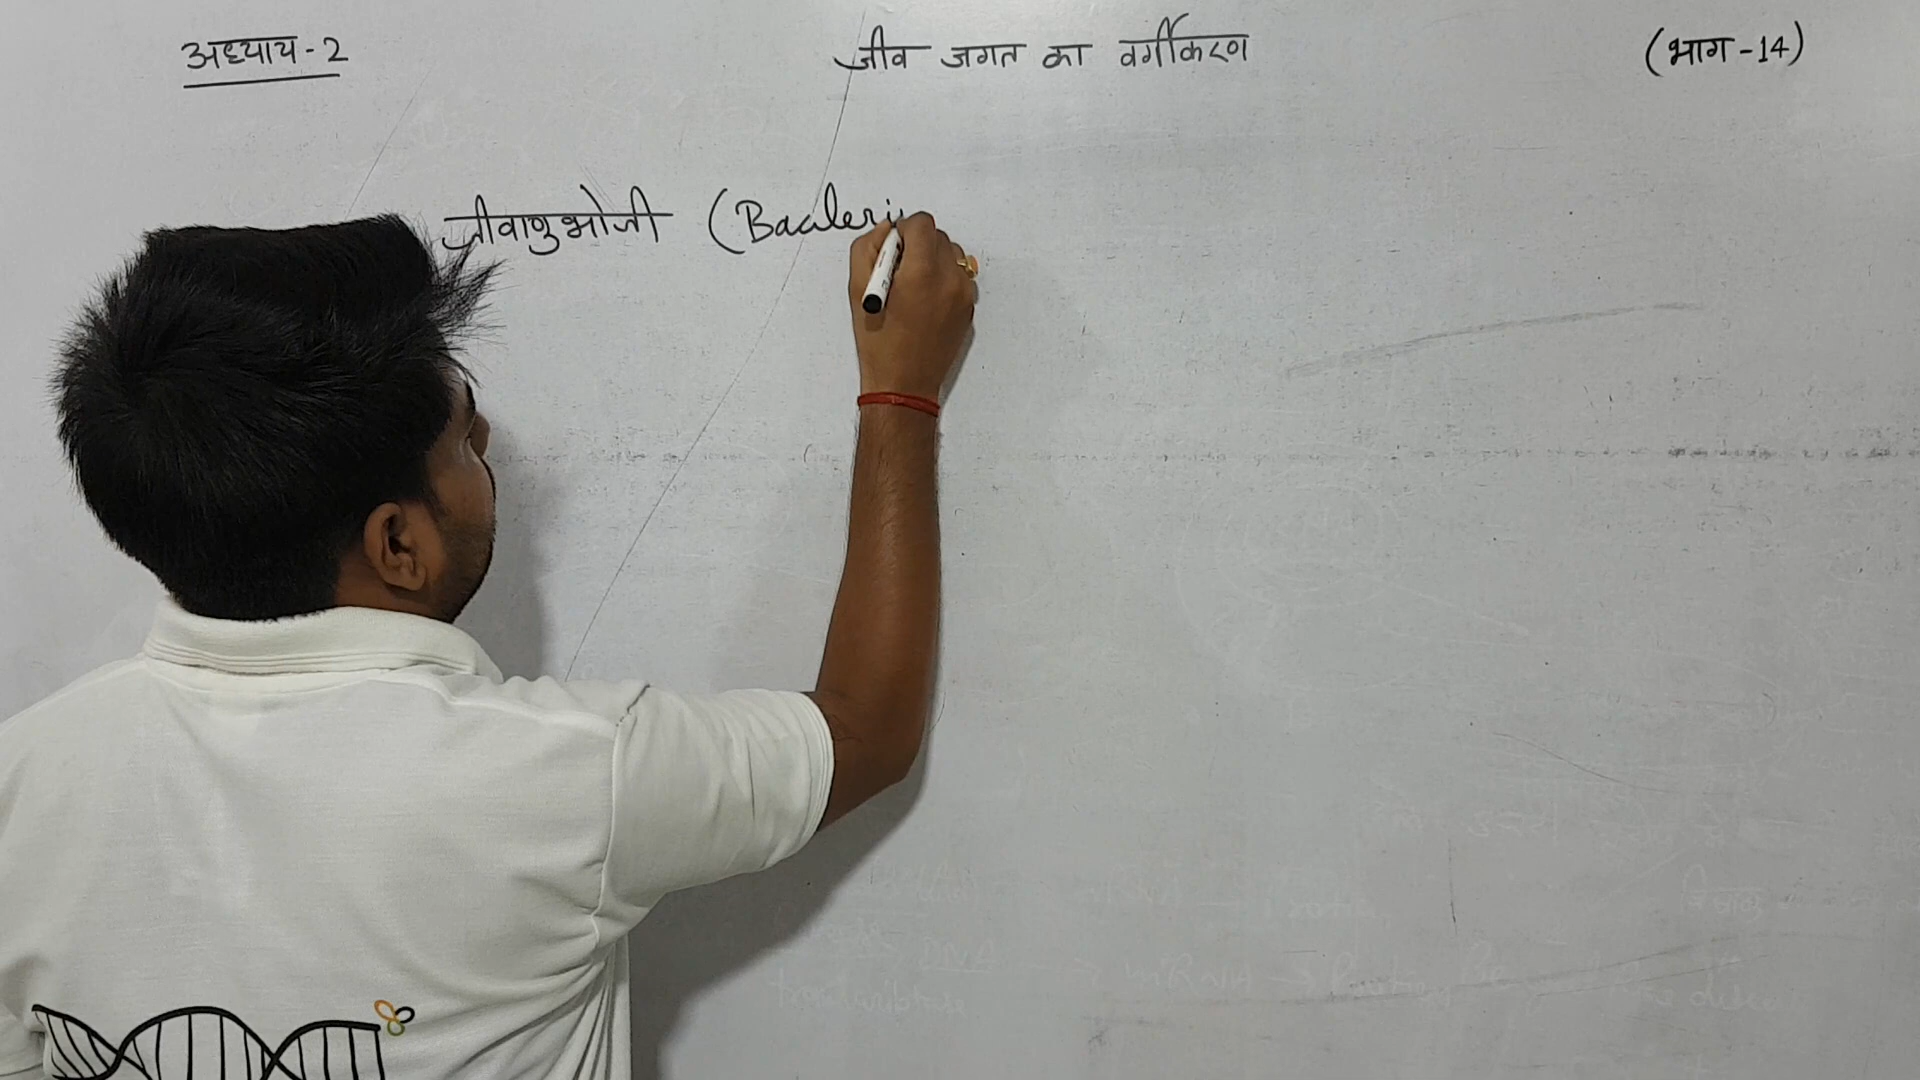 अध्याय-2 जीव जगत का वर्गीकरण (भाग-14)
जीवाणुभोजी (Bacteri